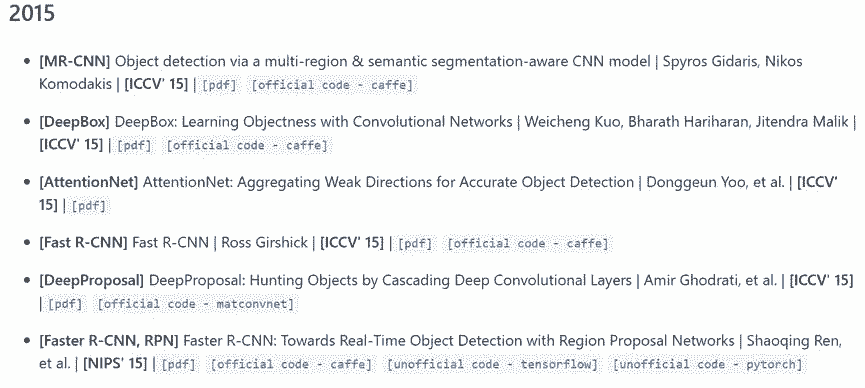 2015
[MR-CNN] Object detection via a multi-region & semantic segmentation-aware CNN model | Spyros Gidaris, Nikos
Komodakis | [ICCV' 15] | [pdf] [official code - caffe]
[DeepBox] DeepBox: Learning Objectness with Convolutional Networks | Weicheng Kuo, Bharath Hariharan, Jitendra Malik |
[ICCV' 15] | [pdf] [official code - caffe]
[AttentionNet] AttentionNet: Aggregating Weak Directions for Accurate Object Detection | Donggeun Yoo, et al. | [ICCV'
15] | [pdf]
[Fast R-CNN] Fast R-CNN | Ross Girshick | [ICCV' 15] | [pdf] [official code - caffe]
[DeepProposal] DeepProposal: Hunting Objects by Cascading Deep Convolutional Layers | Amir Ghodrati, et al. | [ICCV' 15]
| [pdf] [official code - matconvnet]
[Faster R-CNN, RPN] Faster R-CNN: Towards Real-Time Object Detection with Region Proposal Networks | Shaoqing Ren,
et al. | [NIPS' 15] | [pdf] [official code - caffe] [unofficial code - tensorflow] [unofficial code - pytorch]